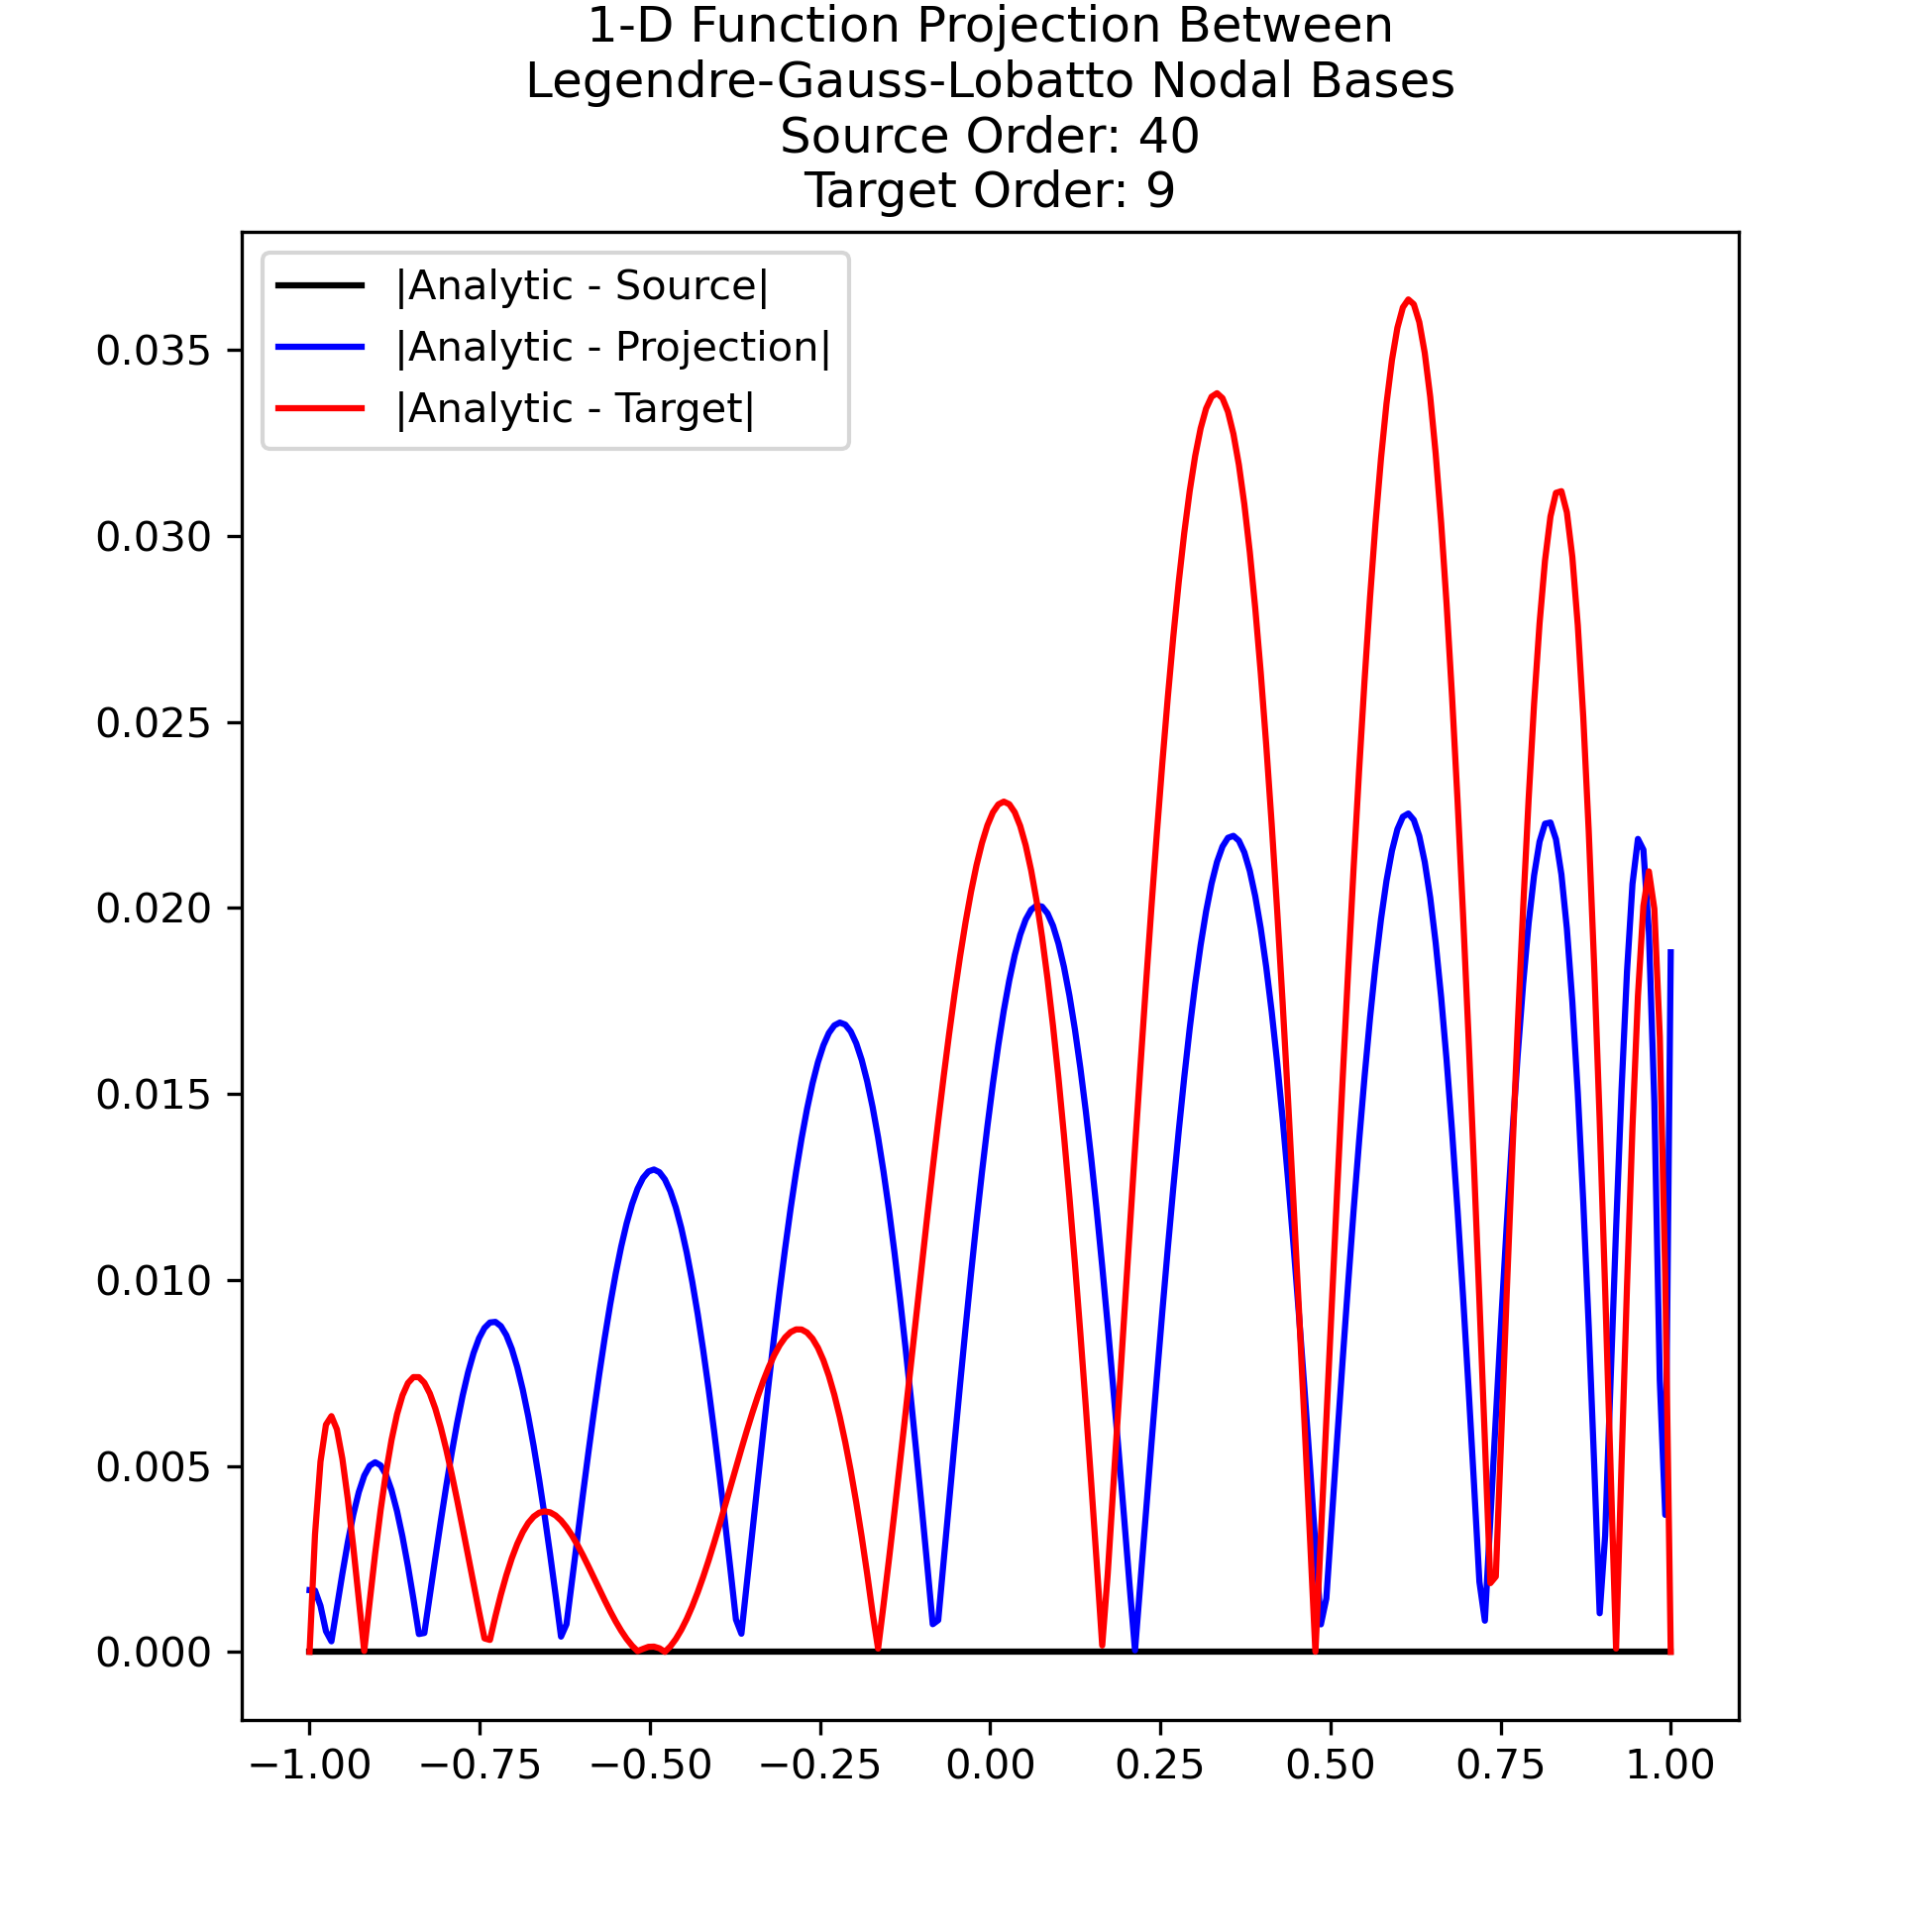 1-D Function Projection Between
Legendre-Gauss-Lobatto Nodal Bases
Source Order: 40
Target Order: 9
|Analytic - Source|
|Analytic - Projection|
|Analytic - Target|
0.035
0.030
0.025
0.020
0.015
0.010
0.005
0.000
−1.00 −0.75 −0.50 −0.25 0.00 0.25 0.50 0.75 1.00